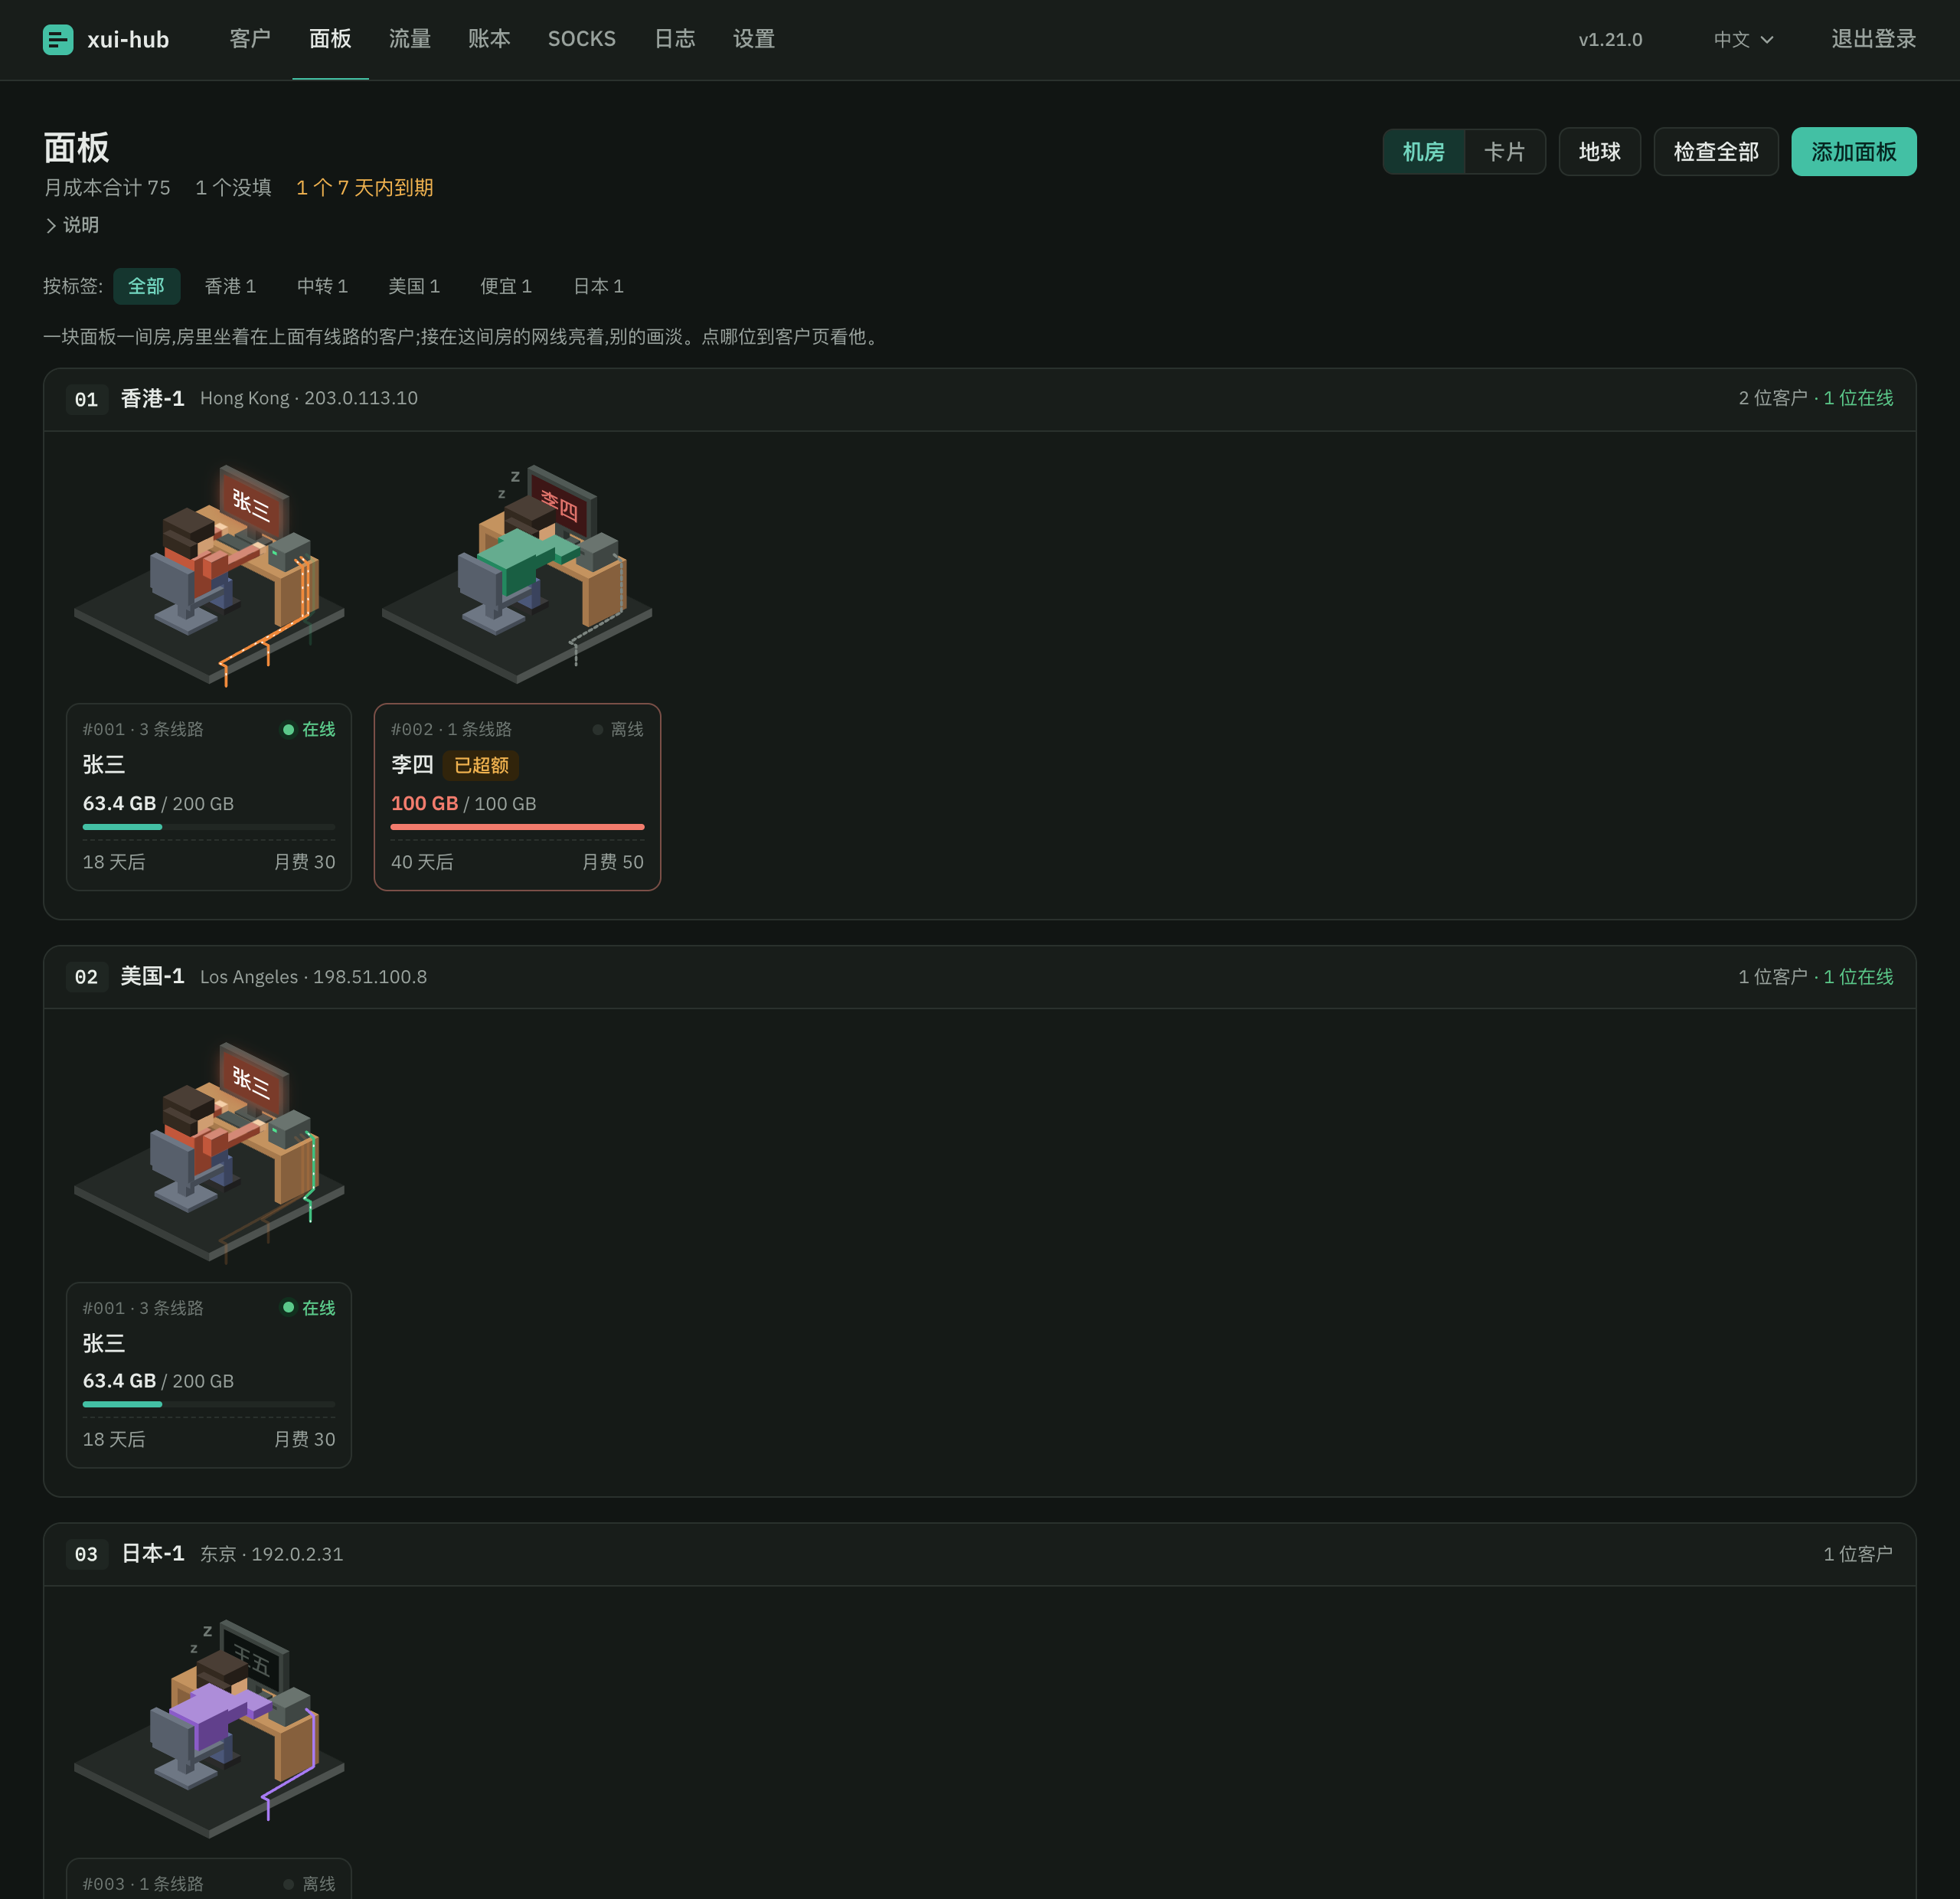 xui-hub 客户 面板 流量 账本 SOCKS 日志 设置 v1.21.0 中文 退出登录
面板
机房 卡片 地球 检查全部 添加面板
月成本合计 75 1 个没填 1 个 7 天内到期
说明
按标签: 全部 香港 1 中转 1 美国 1 便宜 1 日本 1
一块面板一间房,房里坐着在上面有线路的客户;接在这间房的网线亮着,别的画淡。点哪位到客户页看他。
01 香港-1 Hong Kong · 203.0.113.10 2 位客户 · 1 位在线
张三
z
z
李四
#001 · 3 条线路 在线
张三
63.4 GB / 200 GB
18 天后 月费 30
#002 · 1 条线路 离线
李四 已超额
100 GB / 100 GB
40 天后 月费 50
02 美国-1 Los Angeles · 198.51.100.8 1 位客户 · 1 位在线
张三
#001 · 3 条线路 在线
张三
63.4 GB / 200 GB
18 天后 月费 30
03 日本-1 东京 · 192.0.2.31 1 位客户
z
z
王五
#003 · 1 条线路 离线